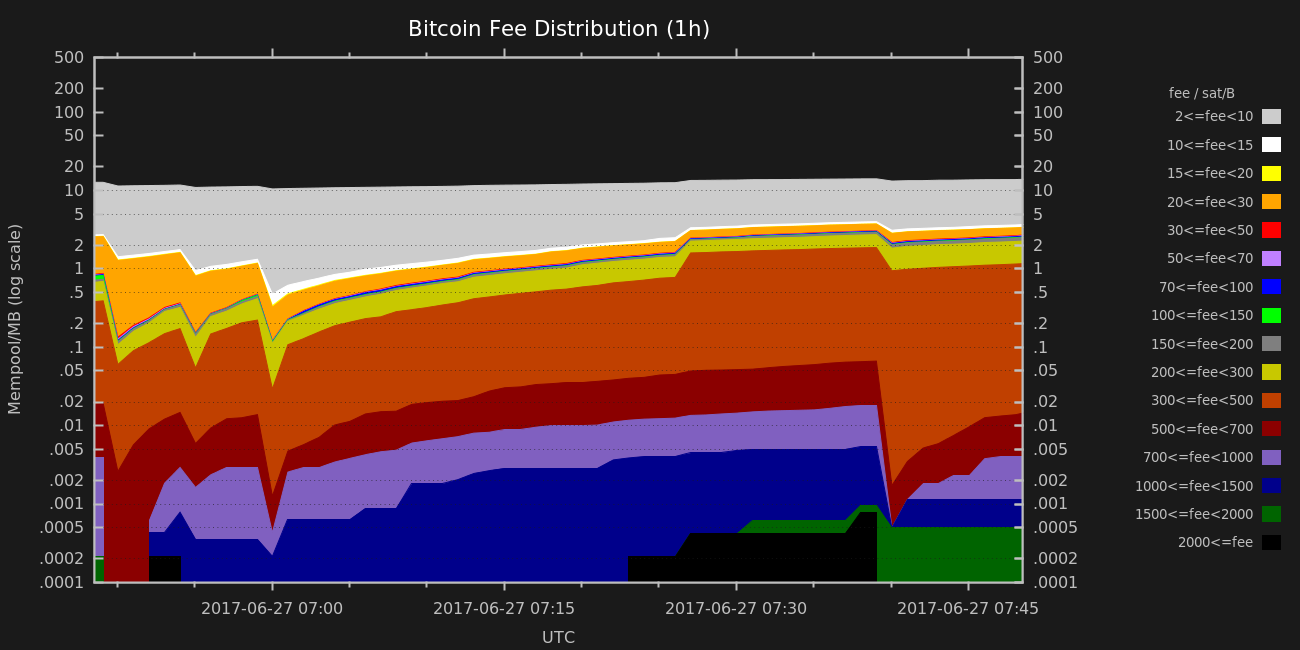 Bitcoin Fee Distribution (1h)
500 500
200 200
100 100
50 50
20 20
10 10
5 5
2 2
1 1
.5 .5
.2 .2
.1 .1
.05 .05
.02 .02
.01 .01
.005 .005
.002 .002
.001 .001
.0005 .0005
.0002 .0002
.0001 .0001
Mempool/MB (log scale)
2017-06-27 07:00 2017-06-27 07:15 2017-06-27 07:30 2017-06-27 07:45
UTC
fee / sat/B
2<=fee<10
10<=fee<15
15<=fee<20
20<=fee<30
30<=fee<50
50<=fee<70
70<=fee<100
100<=fee<150
150<=fee<200
200<=fee<300
300<=fee<500
500<=fee<700
700<=fee<1000
1000<=fee<1500
1500<=fee<2000
2000<=fee